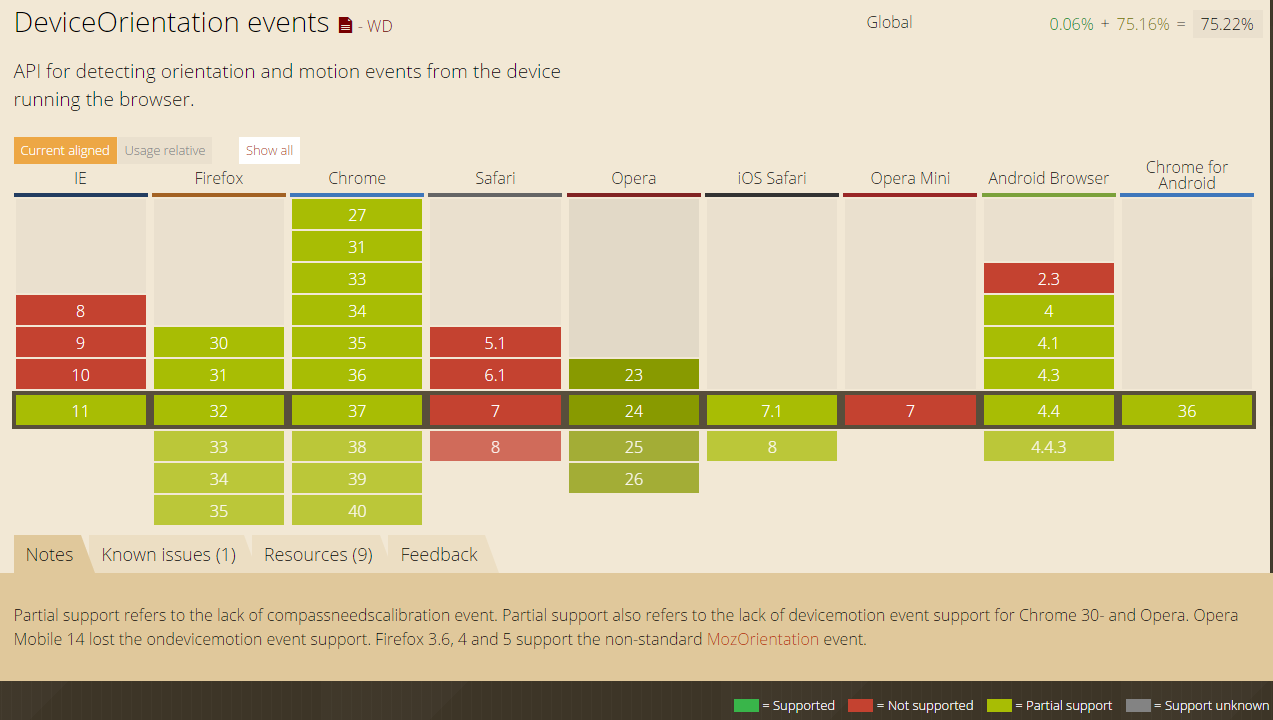 DeviceOrientation events - WD
Global
0.06% + 75.16% = 75.22%
API for detecting orientation and motion events from the device
running the browser.
Current aligned Usage relative Show all
IE Firefox Chrome Safari Opera iOS Safari Opera Mini Android Browser Chrome for
Android
27
31
33 2.3
8 34 4
9 30 35 5.1 4.1
10 31 36 6.1 23 4.3
11 32 37 7 24 7.1 7 4.4 36
33 38 8 25 8 4.4.3
34 39 26
35 40
Notes Known issues (1) Resources (9) Feedback
Partial support refers to the lack of compassneedscalibration event. Partial support also refers to the lack of devicemotion event support for Chrome 30- and Opera. Opera
Mobile 14 lost the ondevicemotion event support. Firefox 3.6, 4 and 5 support the non-standard MozOrientation event.
= Supported = Not supported = Partial support = Support unknown